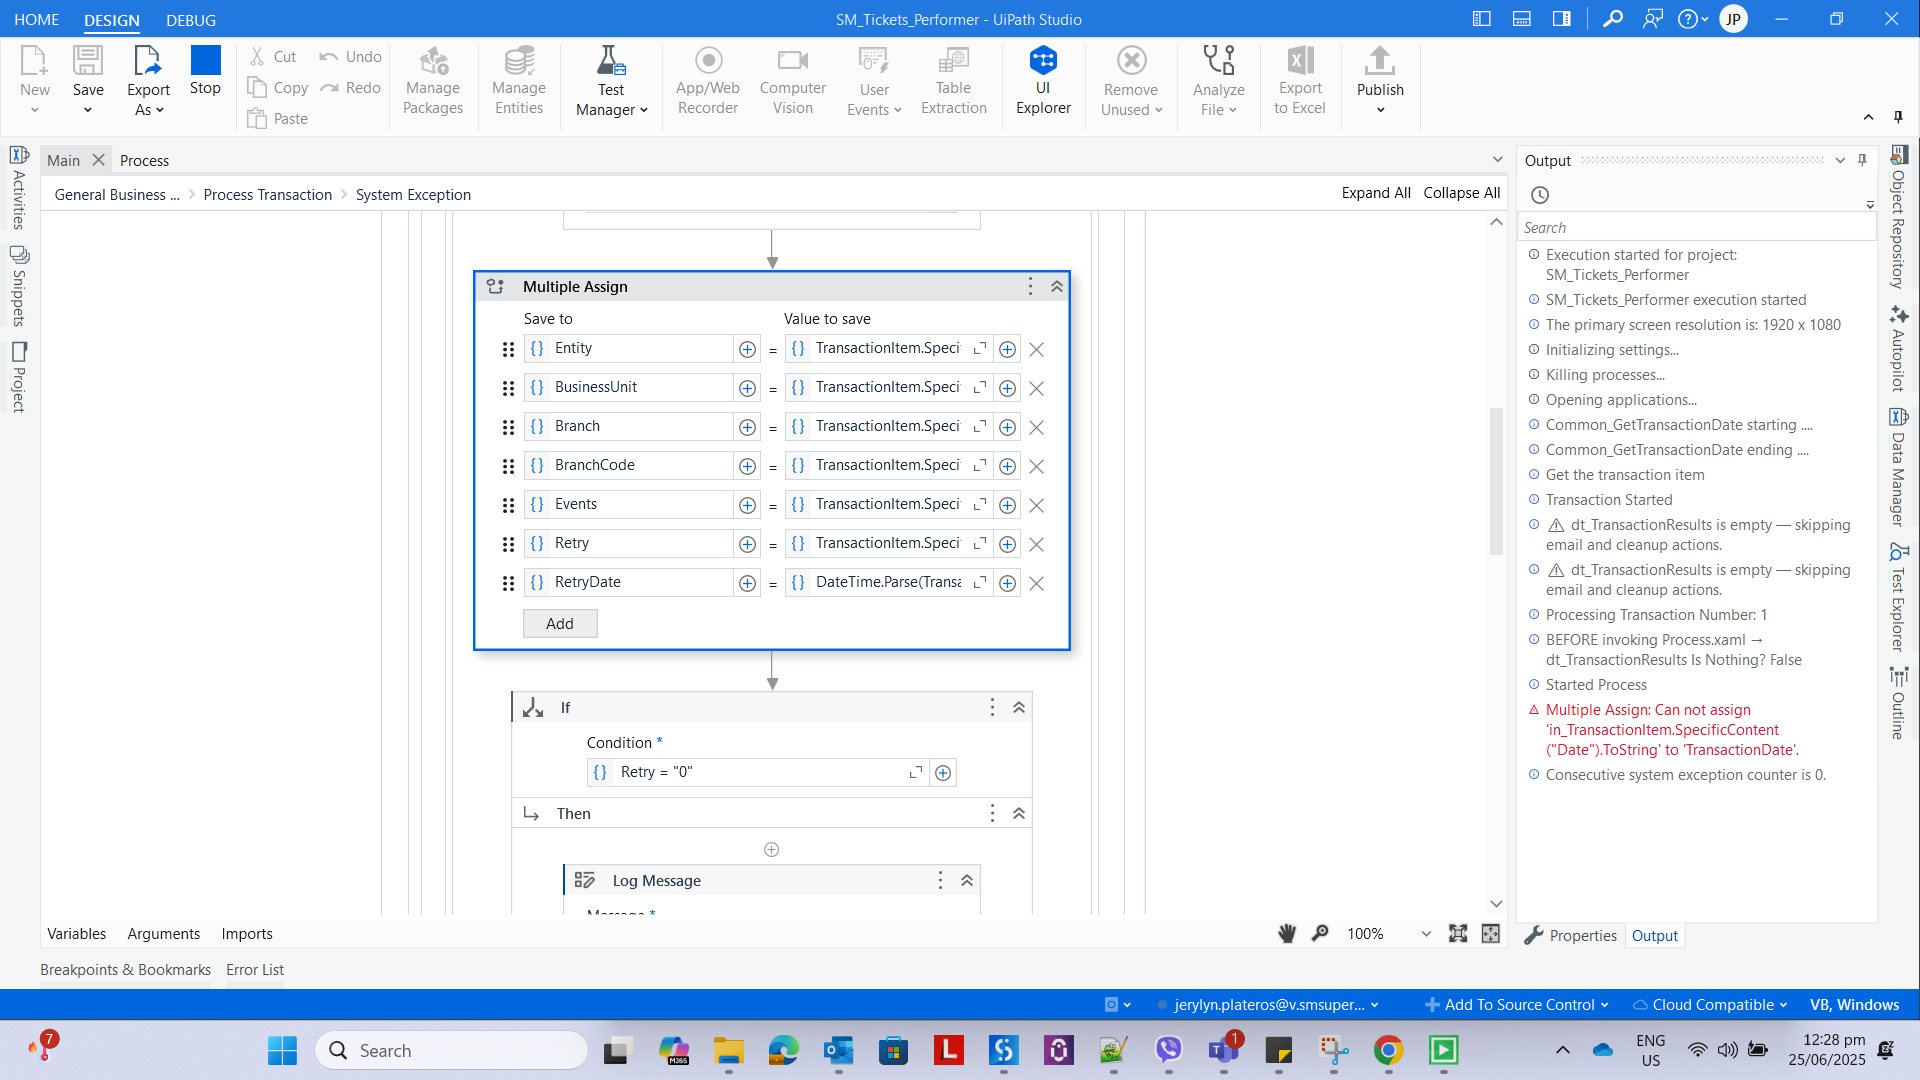 HOME DESIGN DEBUG SM_Tickets_Performer - UiPath Studio JP
New Save Export As Stop Cut Copy Paste Undo Redo
Manage Packages Manage Entities Test Manager App/Web Recorder Computer Vision User Events Table Extraction UI Explorer Remove Unused Analyze File Export to Excel Publish
Main Process
General Business ... Process Transaction System Exception Expand All Collapse All
Activities
Snippets
Project
Multiple Assign
Save to Value to save
Entity = TransactionItem.Speci
BusinessUnit = TransactionItem.Speci
Branch = TransactionItem.Speci
BranchCode = TransactionItem.Speci
Events = TransactionItem.Speci
Retry = TransactionItem.Speci
RetryDate = DateTime.Parse(Transa
Add
If
Condition *
Retry = "0"
Then
Log Message
Message *
Variables Arguments Imports 100%
Breakpoints & Bookmarks Error List
Output
Search
Execution started for project:
SM_Tickets_Performer
SM_Tickets_Performer execution started
The primary screen resolution is: 1920 x 1080
Initializing settings...
Killing processes...
Opening applications...
Common_GetTransactionDate starting ....
Common_GetTransactionDate ending ....
Get the transaction item
Transaction Started
⚠ dt_TransactionResults is empty — skipping
email and cleanup actions.
⚠ dt_TransactionResults is empty — skipping
email and cleanup actions.
Processing Transaction Number: 1
BEFORE invoking Process.xaml →
dt_TransactionResults Is Nothing? False
Started Process
Multiple Assign: Can not assign
'in_TransactionItem.SpecificContent
("Date").ToString' to 'TransactionDate'.
Consecutive system exception counter is 0.
Properties Output
Object Repository
Autopilot
Data Manager
Test Explorer
Outline
jerylyn.plateros@v.smsuper... Add To Source Control Cloud Compatible VB, Windows
7 Search M365 1 ENG US 12:28 pm 25/06/2025